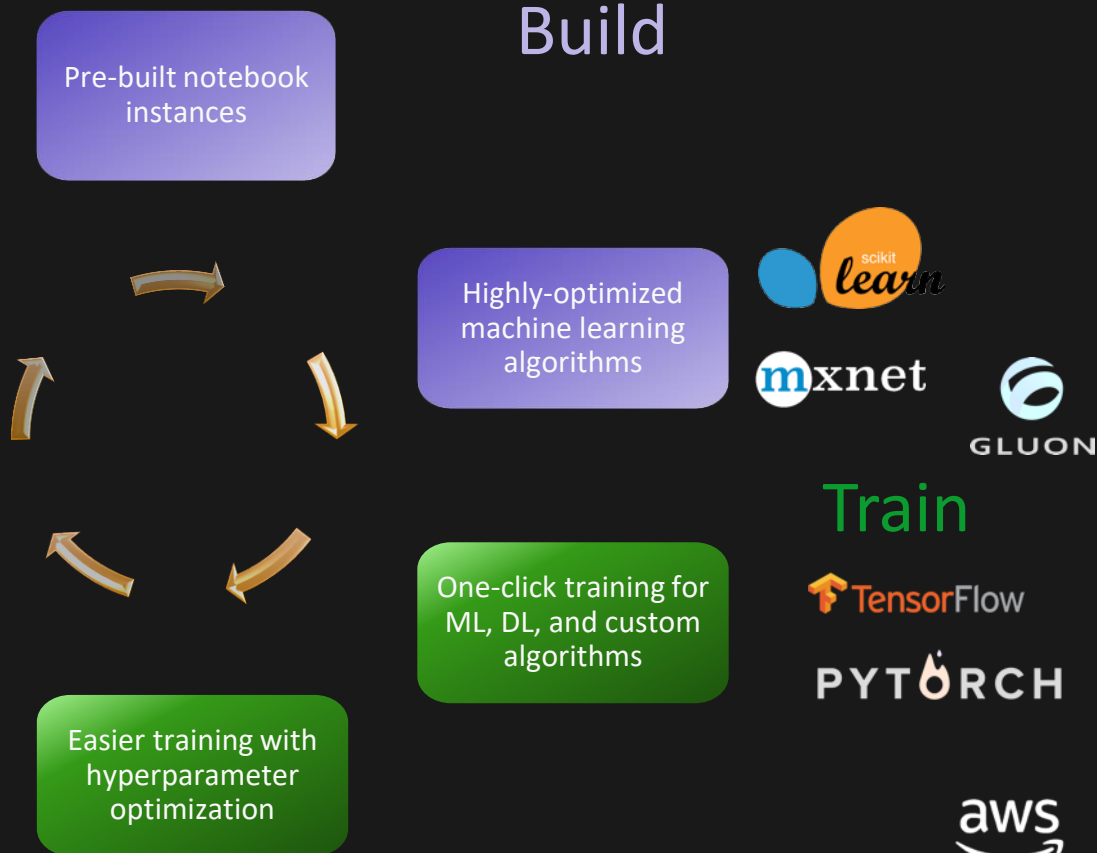 Build
Pre-built notebook
instances
Highly-optimized
machine learning
algorithms
scikit
learn
mxnet
GLUON
Train
One-click training for
ML, DL, and custom
algorithms
TensorFlow
PYTORCH
Easier training with
hyperparameter
optimization
aws